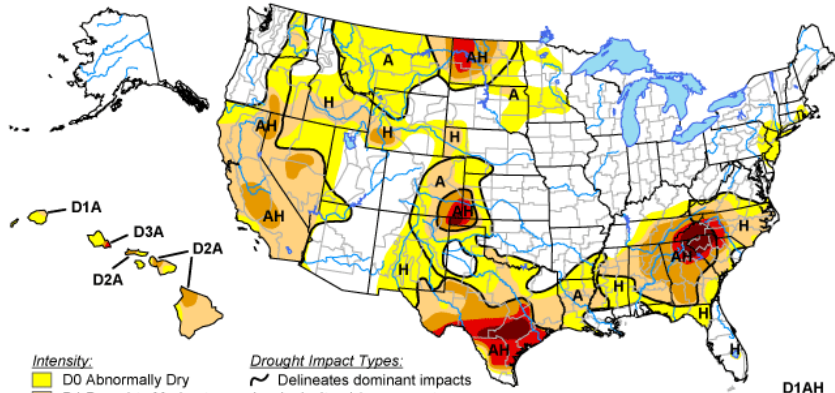 A
AH
H
A
H
AH
H
H
A
AH
AH
D1A
D3A
D2A
D2A
H
AH
H
A
H
H
AH
H
D1AH
Intensity:
D0 Abnormally Dry
Drought Impact Types:
Delineates dominant impacts